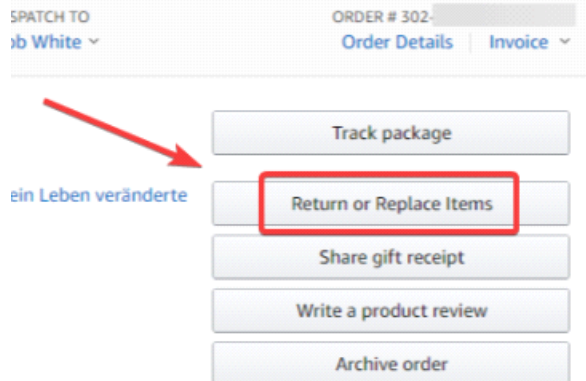 SPATCH TO
ob White
ORDER # 302-
Order Details
Invoice
Track package
ein Leben veränderte
Return or Replace Items
Share gift receipt
Write a product review
Archive order